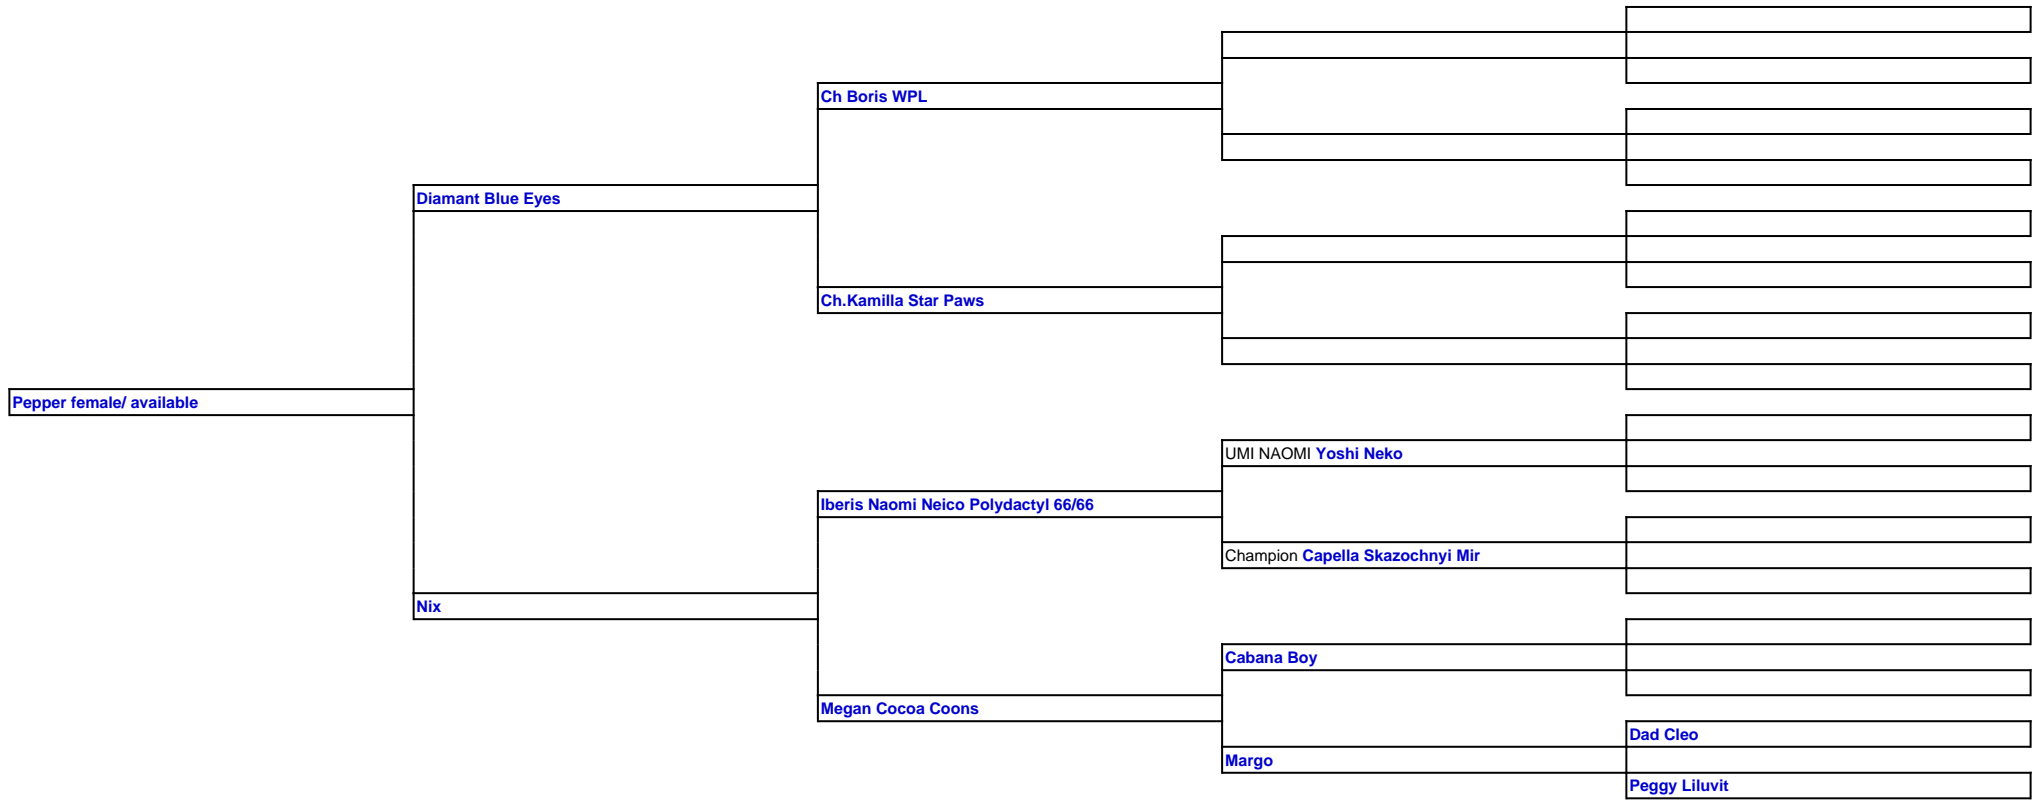 Ch Boris WPL
Diamant Blue Eyes
Ch.Kamilla Star Paws
Pepper female/ available
UMI NAOMI Yoshi Neko
Iberis Naomi Neico Polydactyl 66/66
Champion Capella Skazochnyi Mir
Nix
Cabana Boy
Megan Cocoa Coons
Dad Cleo
Margo
Peggy Liluvit